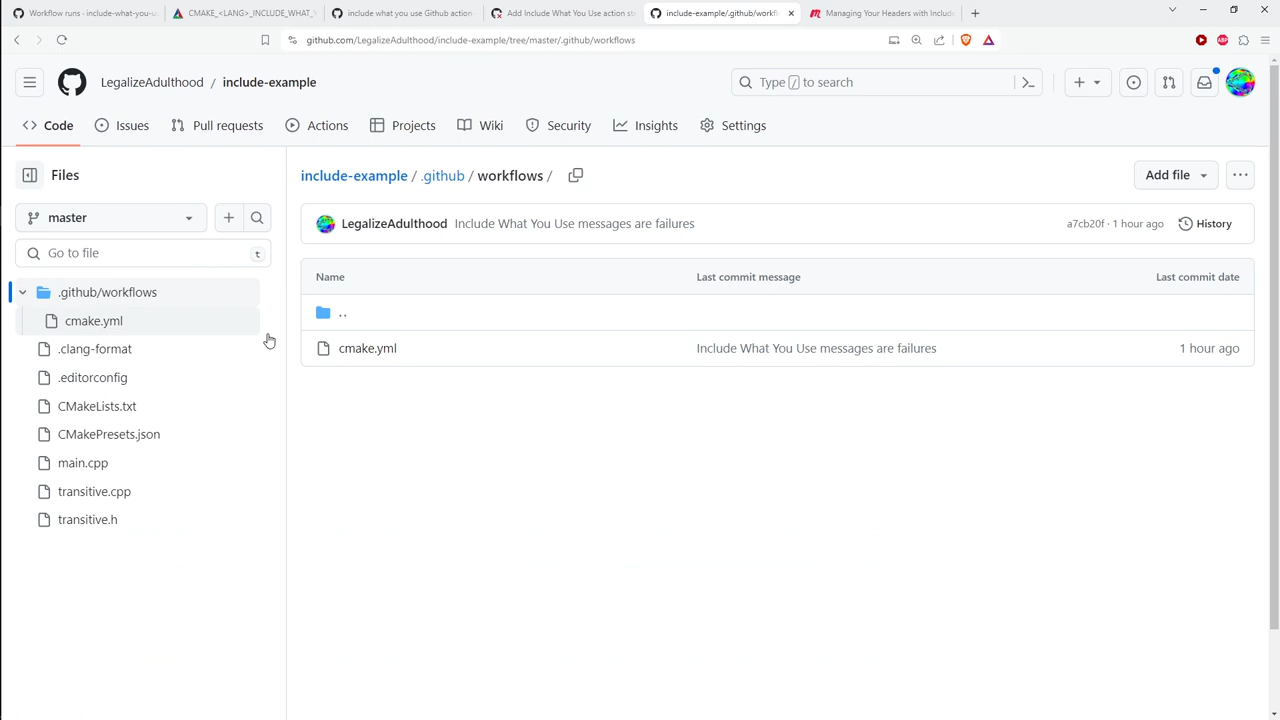 Workflow runs - include-what-you-u
CMAKE_<LANG>_INCLUDE_WHAT_Y
include what you use Github action
Add Include What You Use action st
include-example/.github/workfl
Managing Your Headers with Includ
github.com/LegalizeAdulthood/include-example/tree/master/.github/workflows
LegalizeAdulthood / include-example
Type / to search
Code
Issues
Pull requests
Actions
Projects
Wiki
Security
Insights
Settings
Files
include-example / .github / workflows /
Add file
master
LegalizeAdulthood Include What You Use messages are failures
a7cb20f · 1 hour ago
History
Go to file
t
Name Last commit message Last commit date
.github/workflows
..
cmake.yml
cmake.yml Include What You Use messages are failures 1 hour ago
.clang-format
.editorconfig
CMakeLists.txt
CMakePresets.json
main.cpp
transitive.cpp
transitive.h